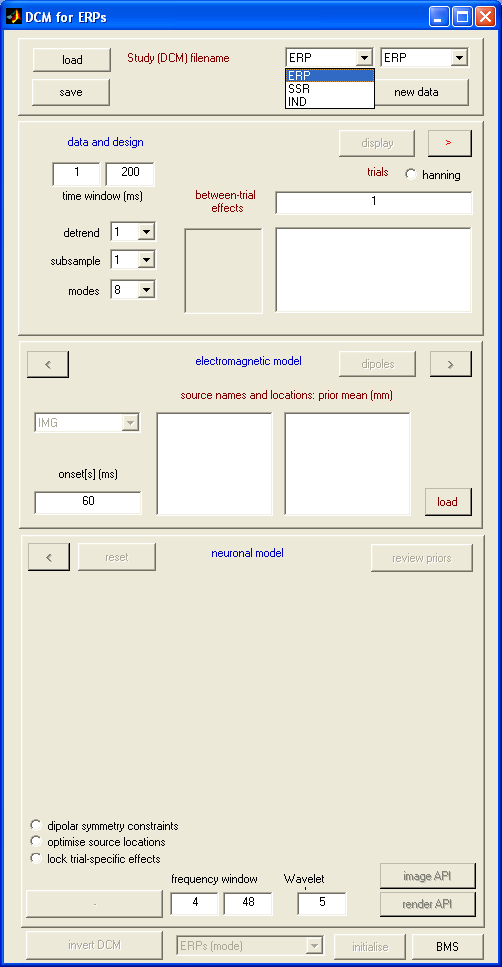 DCM for ERPs
load
Study (DCM) filename
ERP
ERP
ERP
SSR
IND
save
new data
data and design
display
>
1
200
trials
hanning
time window (ms)
between-trial
effects
1
detrend
1
subsample
1
modes
8
<
electromagnetic model
dipoles
>
source names and locations: prior mean (mm)
IMG
onset[s] (ms)
60
load
<
reset
neuronal model
review priors
dipolar symmetry constraints
optimise source locations
lock trial-specific effects
frequency window
Wavelet
image API
-
4
48
5
render API
invert DCM
ERPs (mode)
initialise
BMS